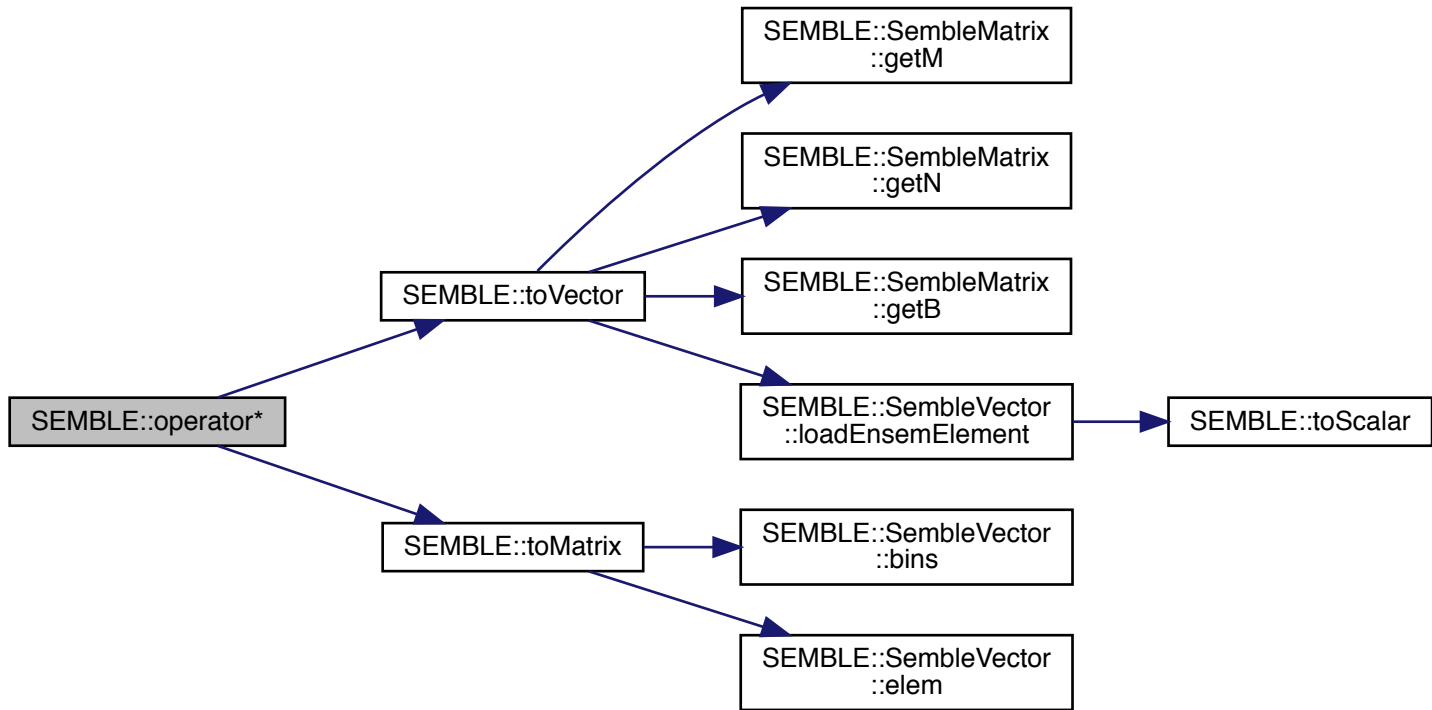 SEMBLE::SembleMatrix
::getM
SEMBLE::SembleMatrix
::getN
SEMBLE::toVector
SEMBLE::SembleMatrix
::getB
SEMBLE::operator*
SEMBLE::SembleVector
::loadEnsemElement
SEMBLE::toScalar
SEMBLE::toMatrix
SEMBLE::SembleVector
::bins
SEMBLE::SembleVector
::elem